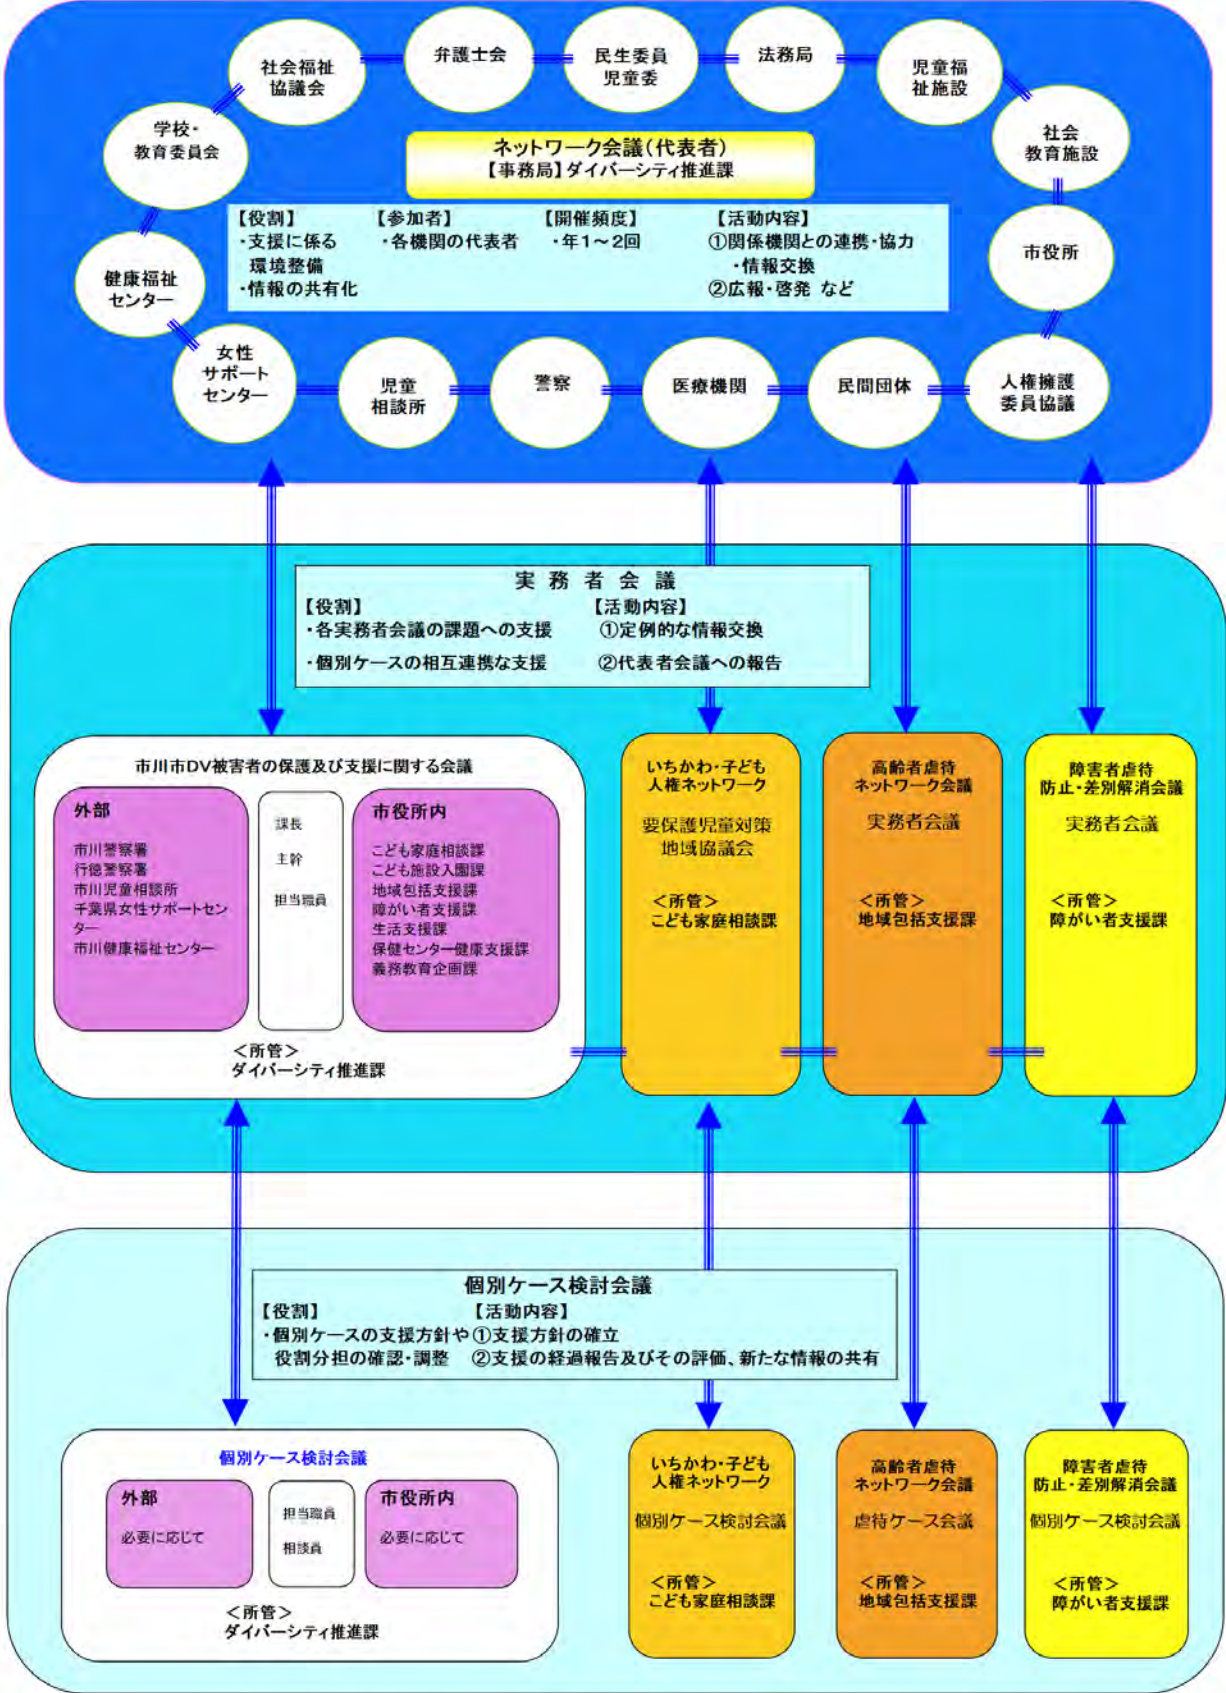 社会福祉
協議会
弁護士会
民生委員
児童委
法務局
児童福
祉施設
学校・
教育委員会
社会
教育施設
ネットワーク会議(代表者)
【事務局】ダイバーシティ推進課
【役割】 【参加者】 【開催頻度】 【活動内容】
・支援に係る ・各機関の代表者 ・年1～2回 ①関係機関との連携・協力
環境整備 ・情報交換
・情報の共有化 ②広報・啓発 など
市役所
健康福祉
センター
女性
サポート
センター
児童
相談所
警察
医療機関
民間団体
人権擁護
委員協議
実務者会議
【役割】 【活動内容】
・各実務者会議の課題への支援 ①定例的な情報交換
・個別ケースの相互連携な支援 ②代表者会議への報告
市川市DV被害者の保護及び支援に関する会議
外部
市川警察署
行徳警察署
市川児童相談所
千葉県女性サポートセン
ター
市川健康福祉センター
課長
主幹
担当職員
市役所内
こども家庭相談課
こども施設入園課
地域包括支援課
障がい者支援課
生活支援課
保健センター健康支援課
義務教育企画課
＜所管＞
ダイバーシティ推進課
いちかわ・子ども
人権ネットワーク
要保護児童対策
地域協議会
＜所管＞
こども家庭相談課
高齢者虐待
ネットワーク会議
実務者会議
＜所管＞
地域包括支援課
障害者虐待
防止・差別解消会議
実務者会議
＜所管＞
障がい者支援課
個別ケース検討会議
【役割】 【活動内容】
・個別ケースの支援方針や ①支援方針の確立
役割分担の確認・調整 ②支援の経過報告及びその評価、新たな情報の共有
個別ケース検討会議
外部
必要に応じて
担当職員
相談員
市役所内
必要に応じて
＜所管＞
ダイバーシティ推進課
いちかわ・子ども
人権ネットワーク
個別ケース検討会議
＜所管＞
こども家庭相談課
高齢者虐待
ネットワーク会議
虐待ケース会議
＜所管＞
地域包括支援課
障害者虐待
防止・差別解消会議
個別ケース検討会議
＜所管＞
障がい者支援課